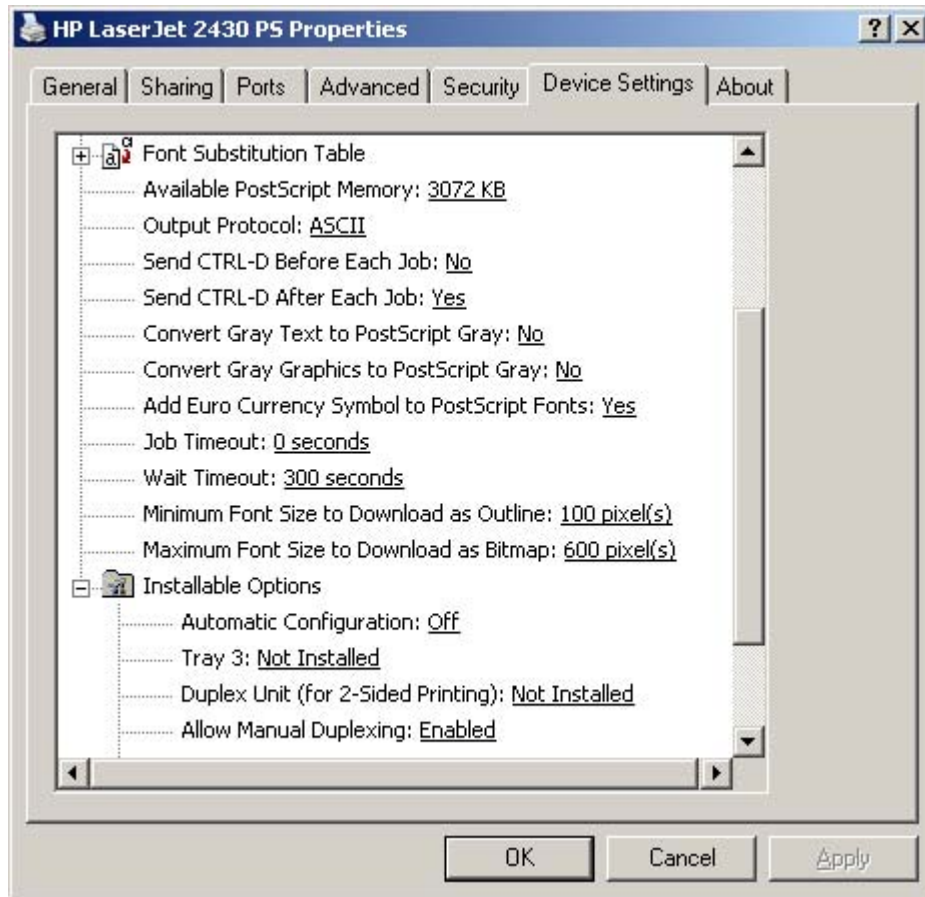 HP LaserJet 2430 PS Properties
General Sharing Ports Advanced Security Device Settings About
Font Substitution Table
Available PostScript Memory: 3072 KB
Output Protocol: ASCII
Send CTRL-D Before Each Job: No
Send CTRL-D After Each Job: Yes
Convert Gray Text to PostScript Gray: No
Convert Gray Graphics to PostScript Gray: No
Add Euro Currency Symbol to PostScript Fonts: Yes
Job Timeout: 0 seconds
Wait Timeout: 300 seconds
Minimum Font Size to Download as Outline: 100 pixel(s)
Maximum Font Size to Download as Bitmap: 600 pixel(s)
Installable Options
Automatic Configuration: Off
Tray 3: Not Installed
Duplex Unit (for 2-Sided Printing): Not Installed
Allow Manual Duplexing: Enabled
OK Cancel Apply